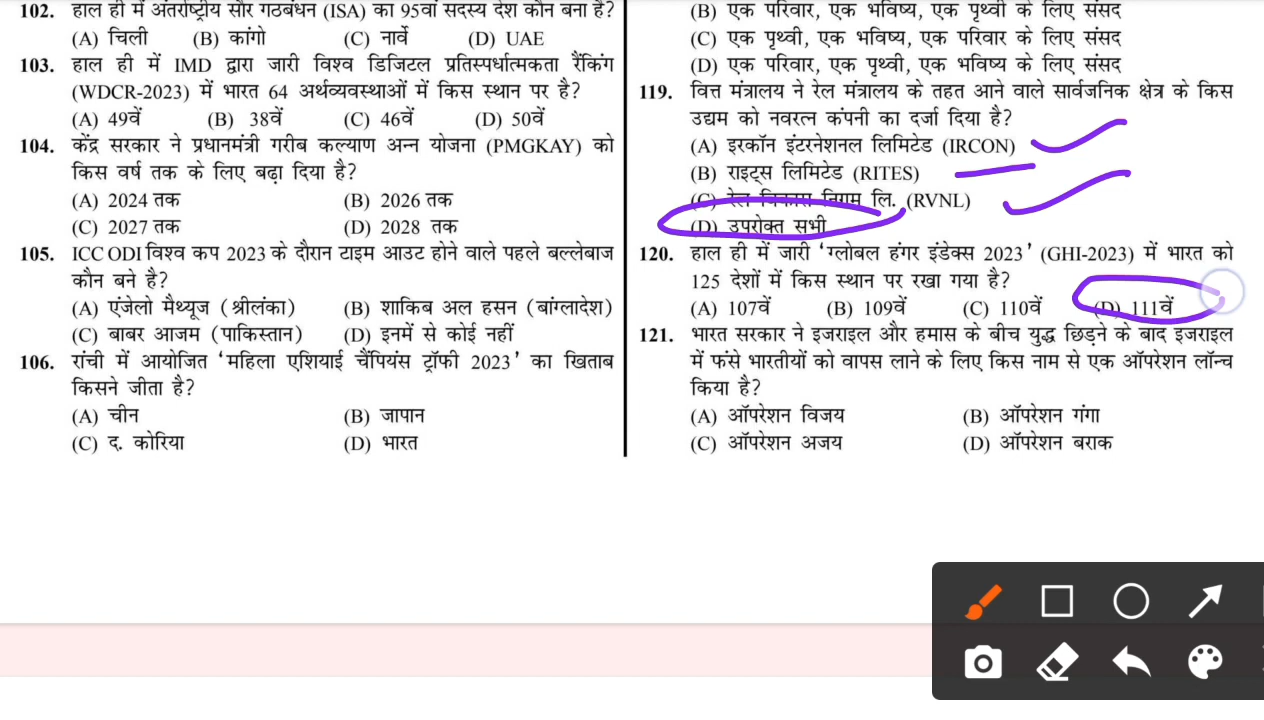 102. हाल ही में अंतर्राष्ट्रीय सौर गठबंधन (ISA) का 95वां सदस्य देश कौन बना है?
(A) चिली (B) कांगो (C) नार्वे (D) UAE
103. हाल ही में IMD द्वारा जारी विश्व डिजिटल प्रतिस्पर्धात्मकता रैंकिंग
(WDCR-2023) में भारत 64 अर्थव्यवस्थाओं में किस स्थान पर है?
(A) 49वें (B) 38वें (C) 46वें (D) 50वें
104. केंद्र सरकार ने प्रधानमंत्री गरीब कल्याण अन्न योजना (PMGKAY) को
किस वर्ष तक के लिए बढ़ा दिया है?
(A) 2024 तक (B) 2026 तक
(C) 2027 तक (D) 2028 तक
105. ICC ODI विश्व कप 2023 के दौरान टाइम आउट होने वाले पहले बल्लेबाज
कौन बने है?
(A) एंजेलो मैथ्यूज (श्रीलंका) (B) शाकिब अल हसन (बांग्लादेश)
(C) बाबर आजम (पाकिस्तान) (D) इनमें से कोई नहीं
106. रांची में आयोजित ‘महिला एशियाई चैंपियंस ट्रॉफी 2023’ का खिताब
किसने जीता है?
(A) चीन (B) जापान
(C) द. कोरिया (D) भारत
(B) एक परिवार, एक भविष्य, एक पृथ्वी के लिए संसद
(C) एक पृथ्वी, एक भविष्य, एक परिवार के लिए संसद
(D) एक परिवार, एक पृथ्वी, एक भविष्य के लिए संसद
119. वित्त मंत्रालय ने रेल मंत्रालय के तहत आने वाले सार्वजनिक क्षेत्र के किस
उद्यम को नवरत्न कंपनी का दर्जा दिया है?
(A) इरकॉन इंटरनेशनल लिमिटेड (IRCON)
(B) राइट्स लिमिटेड (RITES)
(C) रेल विकास निगम लि. (RVNL)
(D) उपरोक्त सभी
120. हाल ही में जारी ‘ग्लोबल हंगर इंडेक्स 2023’ (GHI-2023) में भारत को
125 देशों में किस स्थान पर रखा गया है?
(A) 107वें (B) 109वें (C) 110वें (D) 111वें
121. भारत सरकार ने इजराइल और हमास के बीच युद्ध छिड़ने के बाद इजराइल
में फंसे भारतीयों को वापस लाने के लिए किस नाम से एक ऑपरेशन लॉन्च
किया है?
(A) ऑपरेशन विजय (B) ऑपरेशन गंगा
(C) ऑपरेशन अजय (D) ऑपरेशन बराक